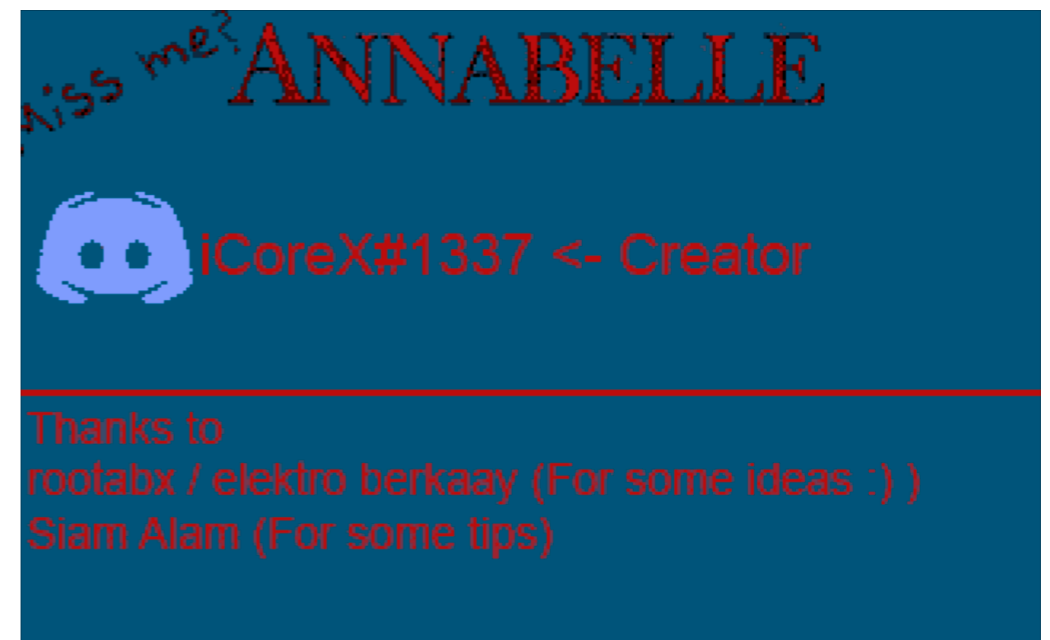 Miss me?
ANNABELLE
iCoreX#1337 <- Creator
Thanks to
rootabx / elektro berkaay (For some ideas :) )
Siam Alam (For some tips)